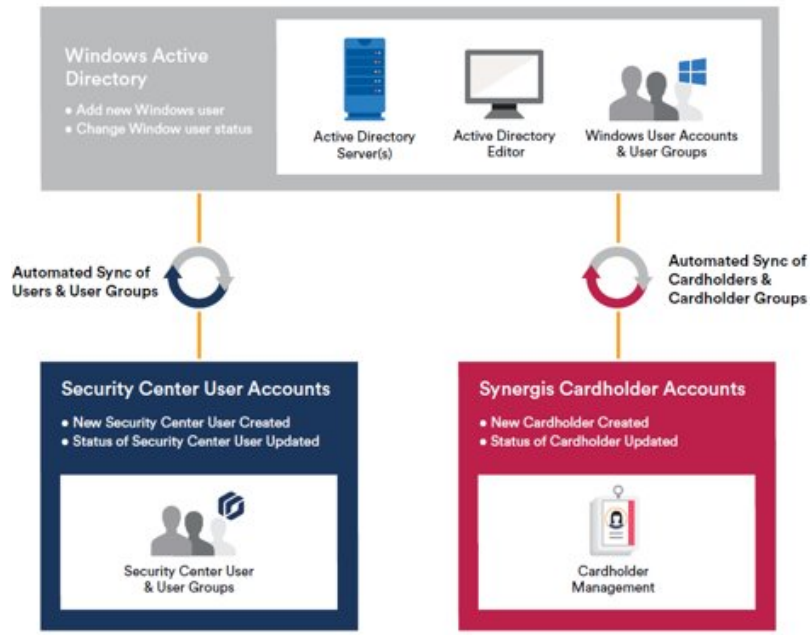 Windows Active
Directory
• Add new Windows user
• Change Window user status
Active Directory
Server(s)
Active Directory
Editor
Windows User Accounts
& User Groups
Automated Sync of
Users & User Groups
Automated Sync of
Cardholders &
Cardholder Groups
Security Center User Accounts
• New Security Center User Created
• Status of Security Center User Updated
Security Center User
& User Groups
Synergis Cardholder Accounts
• New Cardholder Created
• Status of Cardholder Updated
Cardholder
Management